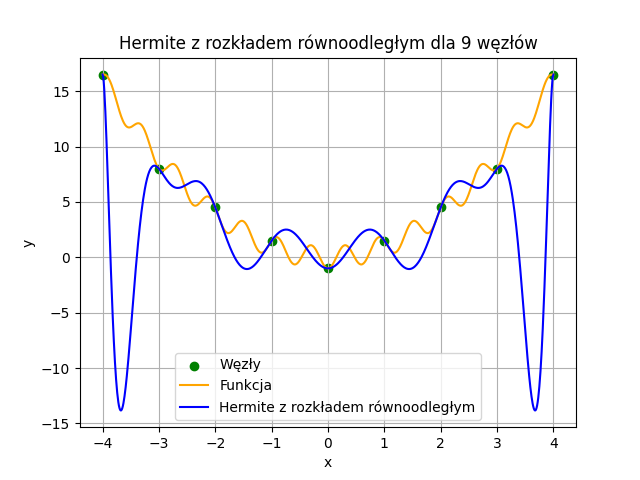 Hermite z rozkładem równoodległym dla 9 węzłów
15
10
5
0
−5
−10
−15
y
Węzły
Funkcja
Hermite z rozkładem równoodległym
−4 −3 −2 −1 0 1 2 3 4
x